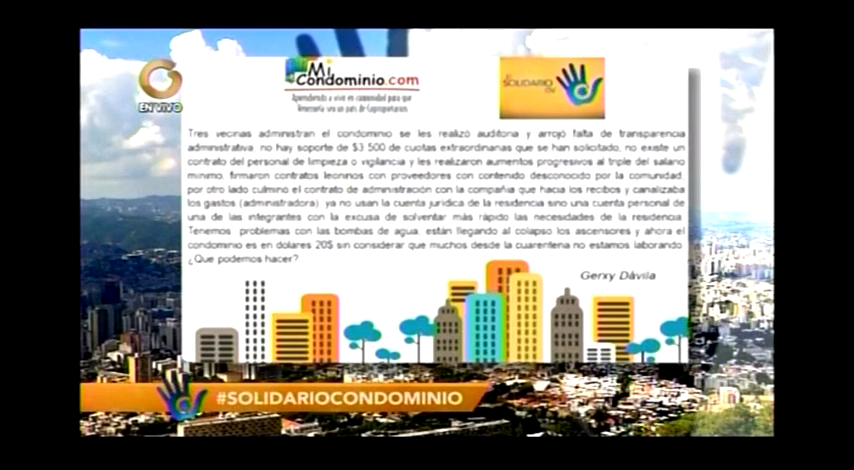 EN VIVO
Mi
Condominio.com
Aprendiendo a vivir en comunidad para que
Venezuela sea un país de Copropietarios
SOLIDARIO
Tres vecinas administran el condominio se les realizó auditoria y arrojó falta de transparencia
administrativa no hay soporte de $3.500 de cuotas extraordinarias que se han solicitado, no existe un
contrato del personal de limpieza o vigilancia y les realizaron aumentos progresivos al triple del salario
minimo, firmaron contratos leoninos con proveedores con contenido desconocido por la comunidad,
por otro lado culmino el contrato de administración con la compañia que hacia los recibos y canalizaba
los gastos (administradora) ya no usan la cuenta juridica de la residencia sino una cuenta personal de
una de las integrantes con la excusa de solventar más rápido las necesidades de la residencia.
Tenemos problemas con las bombas de agua, están llegando al colapso los ascensores y ahora el
condominio es en dolares 20$ sin considerar que muchos desde la cuarentena no estamos laborando.
¿Que podemos hacer?
Gerxy Dávila
#SOLIDARIOCONDOMINIO